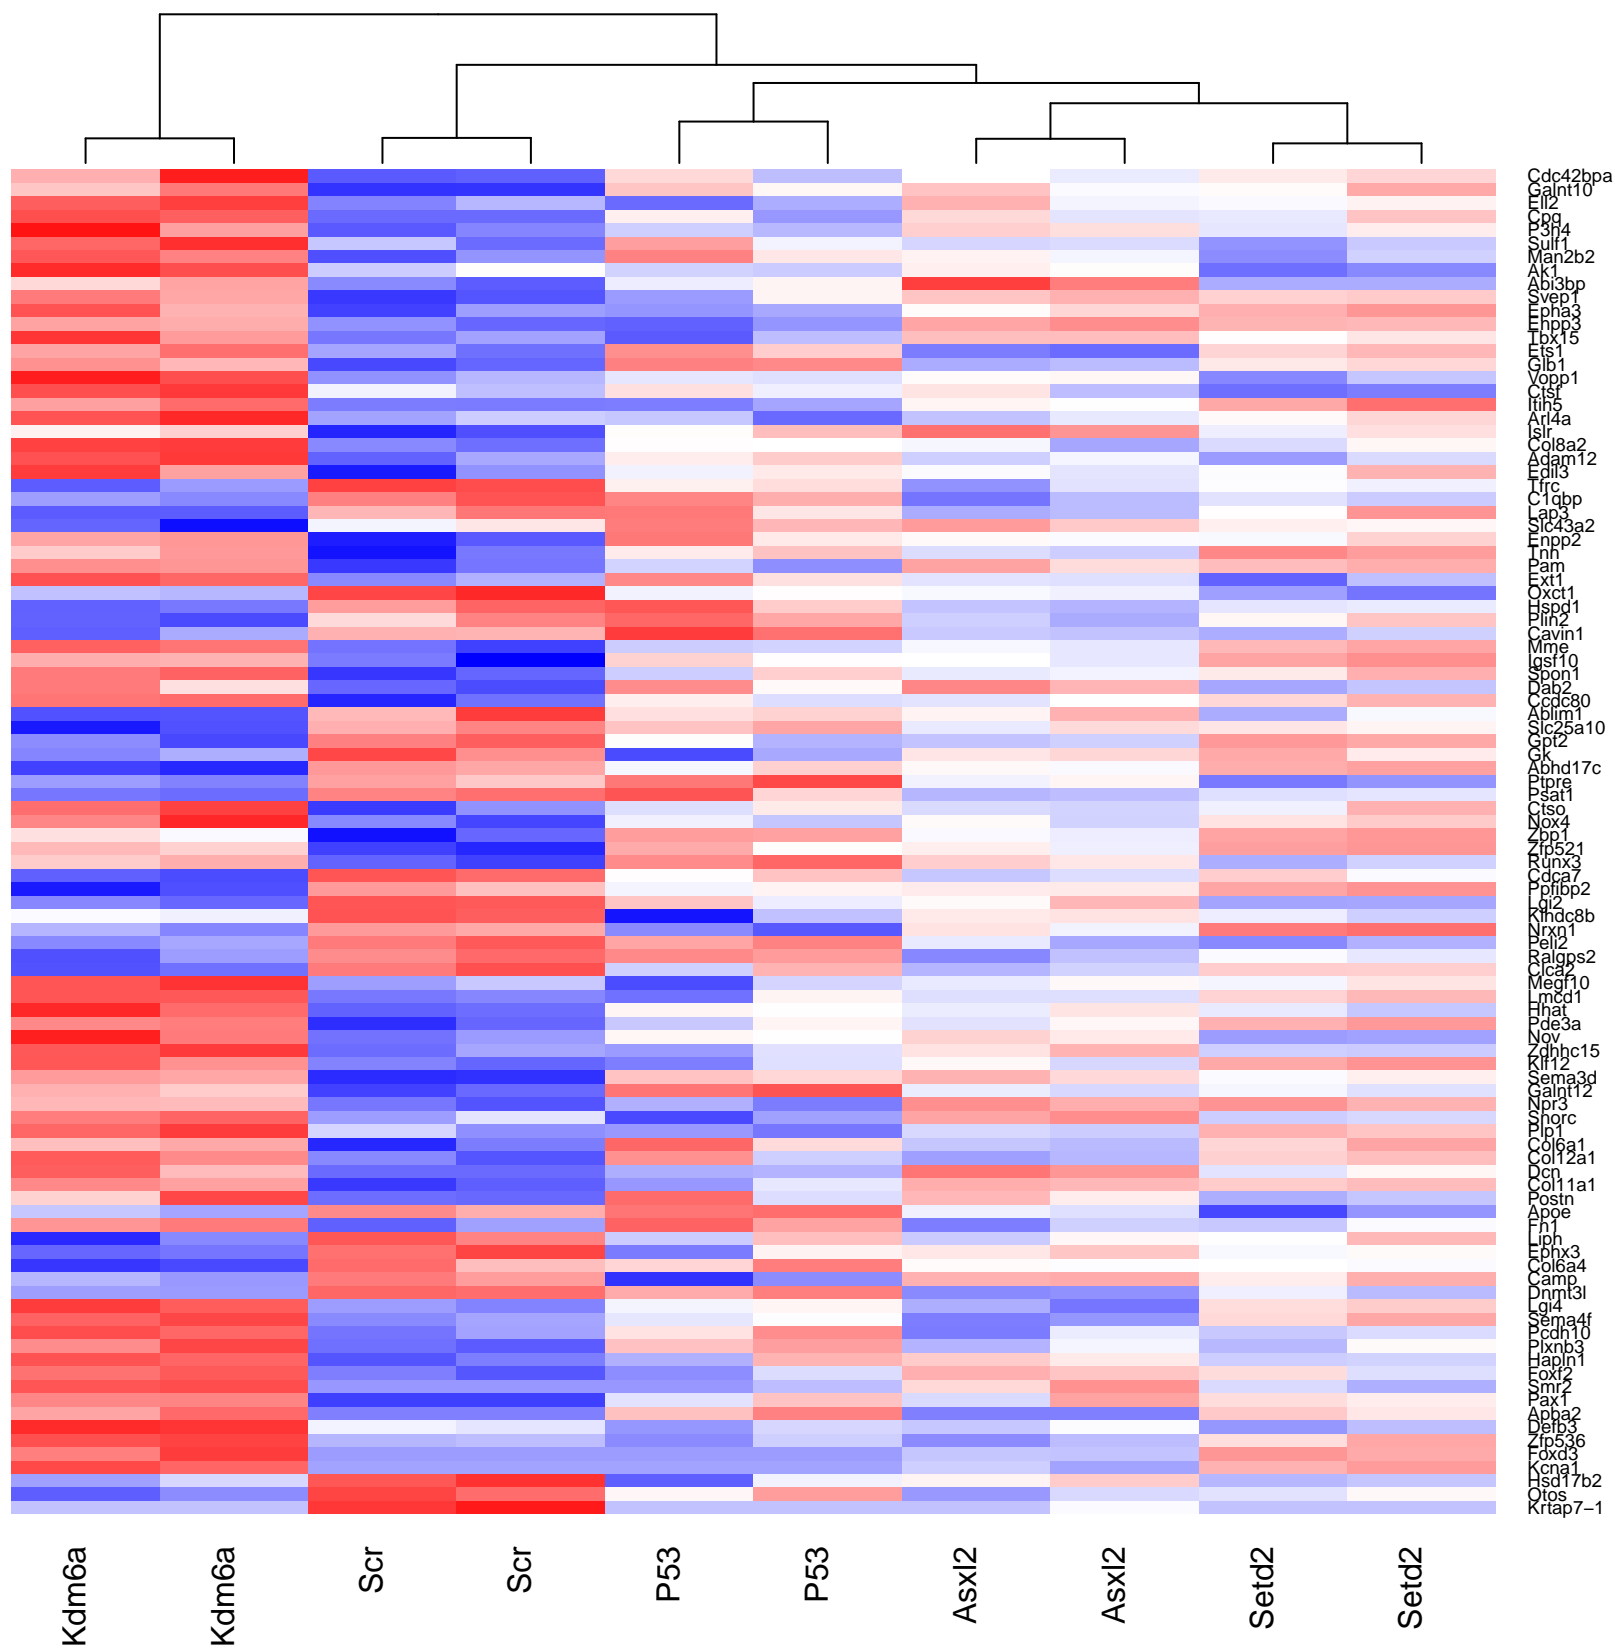 Cdc42bpa
Galnt10
Ell2
Cpq
P3h4
Sulf1
Man2b2
Ak1
Abi3bp
Svep1
Epha3
Enpp3
Tbx15
Ets1
Glb1
Vopp1
Ctsf
Itih5
Arl4a
Islr
Col8a2
Adam12
Edil3
Tfrc
C1qbp
Lap3
Slc43a2
Enpp2
Tnn
Pam
Ext1
Oxct1
Hspd1
Plin2
Cavin1
Mme
Igsf10
Spon1
Dab2
Ccdc80
Ablim1
Slc25a10
Gpt2
Gk
Abhd17c
Ptpre
Psat1
Ctso
Nox4
Zbp1
Zfp521
Runx3
Cdca7
Ppfibp2
Lgi2
Klhdc8b
Nrxn1
Peli2
Ralgps2
Clca2
Megf10
Lmcd1
Hhat
Pde3a
Nov
Zdhhc15
Klf12
Sema3d
Galnt12
Npr3
Snorc
Plp1
Col6a1
Col12a1
Dcn
Col11a1
Postn
Apoe
Fn1
Liph
Ephx3
Col6a4
Camp
Dnmt3l
Lgi4
Sema4f
Pcdh10
Plxnb3
Hapln1
Foxf2
Smr2
Pax1
Apba2
Defb3
Zfp536
Foxd3
Kcna1
Hsd17b2
Otos
Krtap7−1
Kdm6a
Kdm6a
Scr
Scr
P53
P53
Asxl2
Asxl2
Setd2
Setd2